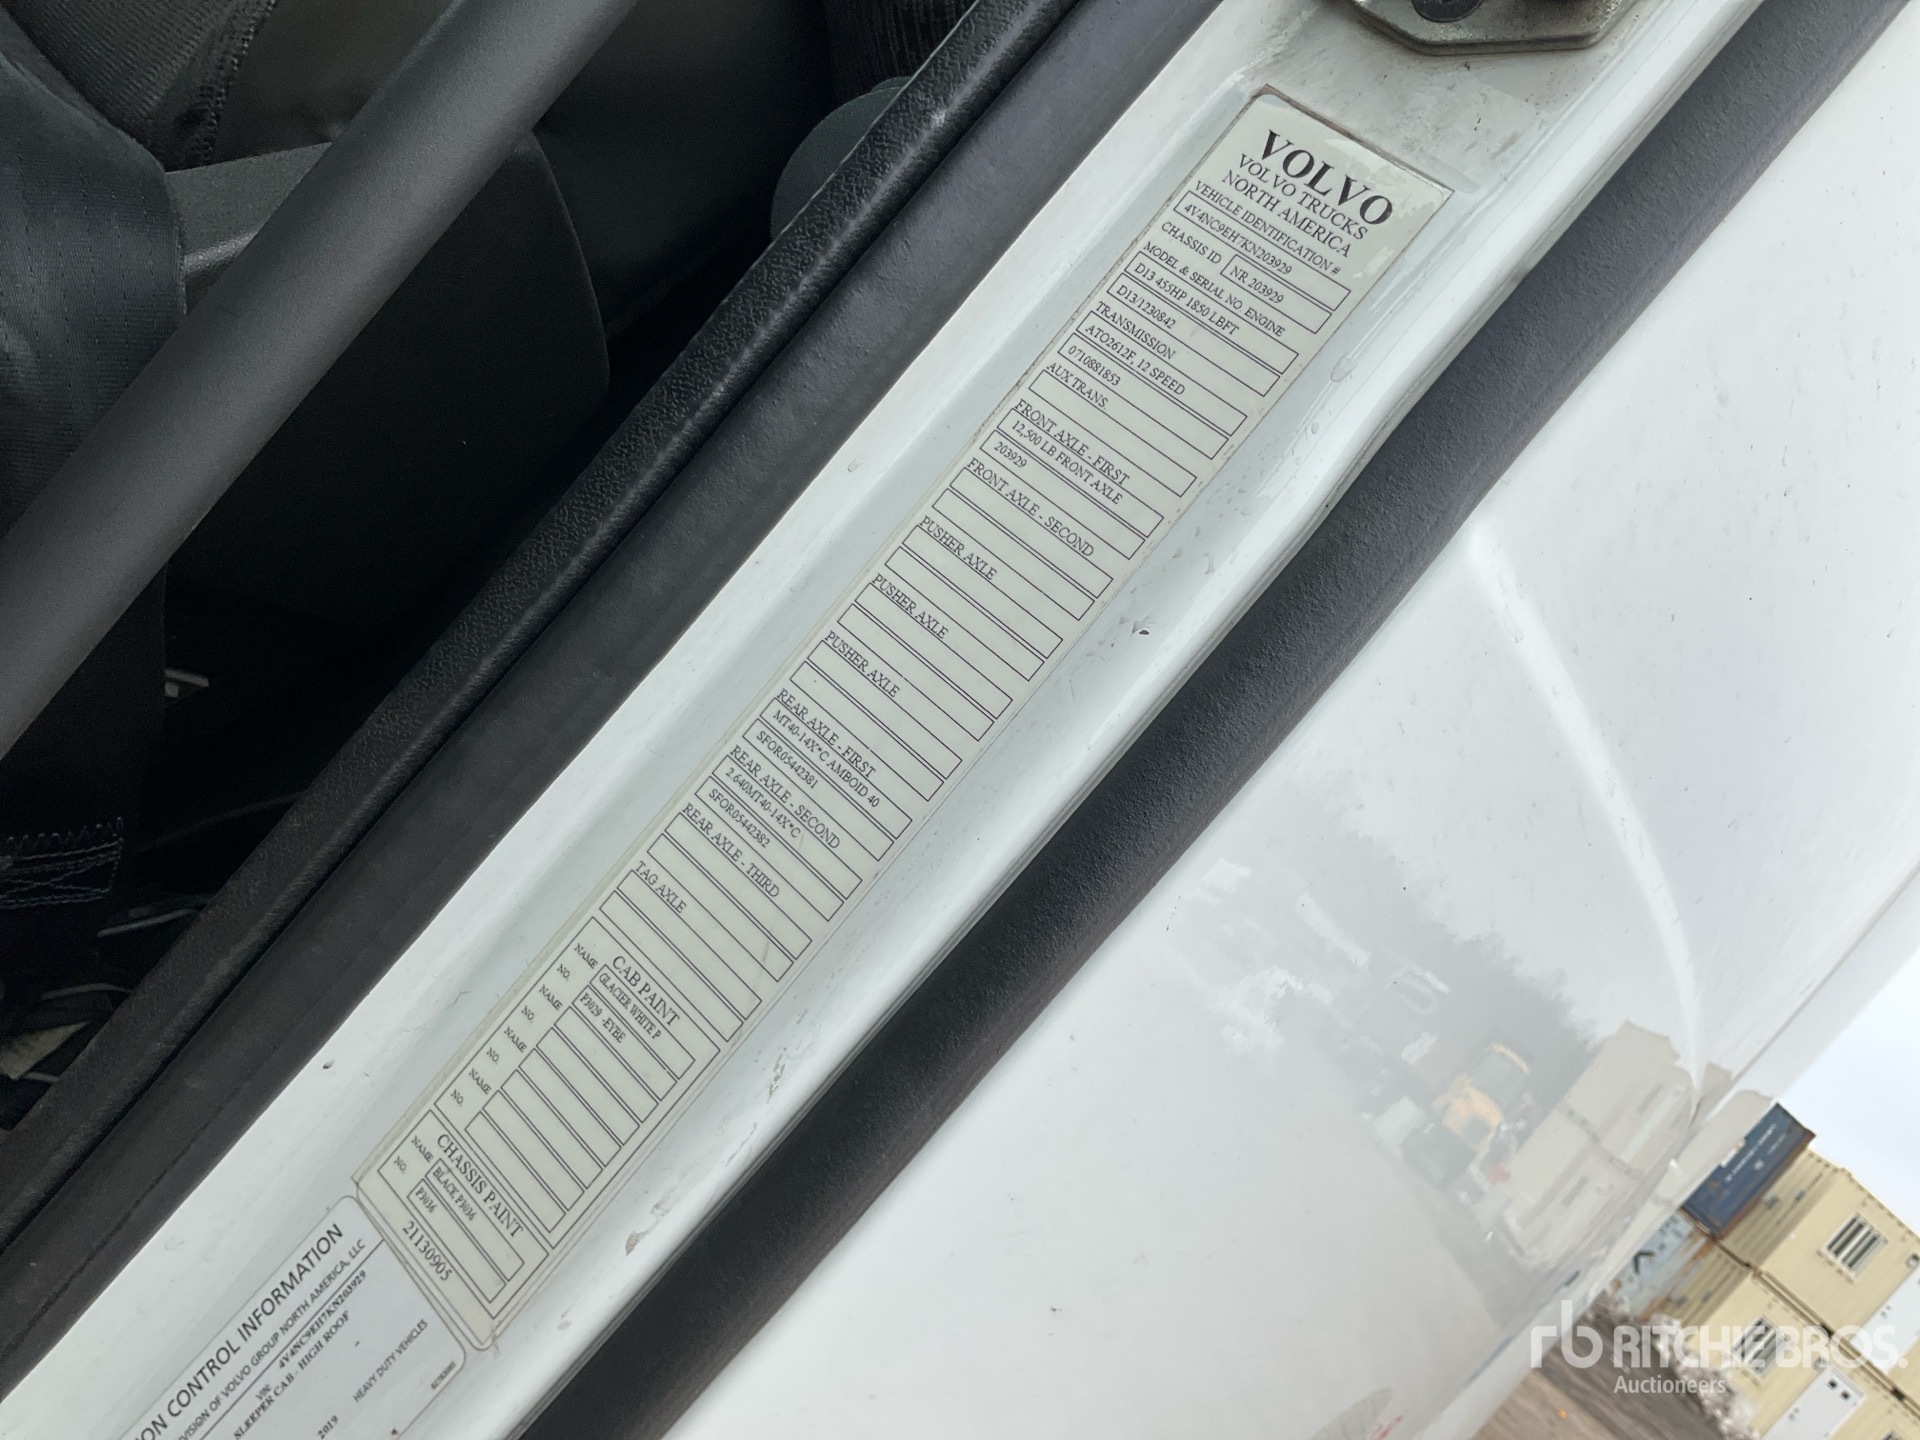 VOLVO
VOLVO TRUCKS
NORTH AMERICA
VEHICLE IDENTIFICATION #
4V4NC9EH7KN203929
CHASSIS ID NR 203929
MODEL & SERIAL NO. ENGINE
D13 455HP 1850 LBFT
D13/1230842
TRANSMISSION
ATO2612F, 12 SPEED
0710881853
AUX TRANS
FRONT AXLE - FIRST
12,500 LB FRONT AXLE
203929
FRONT AXLE - SECOND
PUSHER AXLE
PUSHER AXLE
PUSHER AXLE
REAR AXLE - FIRST
MT40-14X*C AMBOID 40
SFOR05442381
REAR AXLE - SECOND
2.640MT40-14X*C
SFOR05442382
REAR AXLE - THIRD
TAG AXLE
CAB PAINT
NAME GLACIER WHITE P
NO. P3029 -EYBE
NAME
NO.
NAME
NO.
NAME
NO.
CHASSIS PAINT
NAME BLACK P3036
NO. P3036
21130905
ION CONTROL INFORMATION
VISION OF VOLVO GROUP NORTH AMERICA, LLC
VIN: 4V4NC9EH7KN203929
SLEEPER CAB - HIGH ROOF
2019 HEAVY DUTY VEHICLES
rb RITCHIE BROS.
Auctioneers